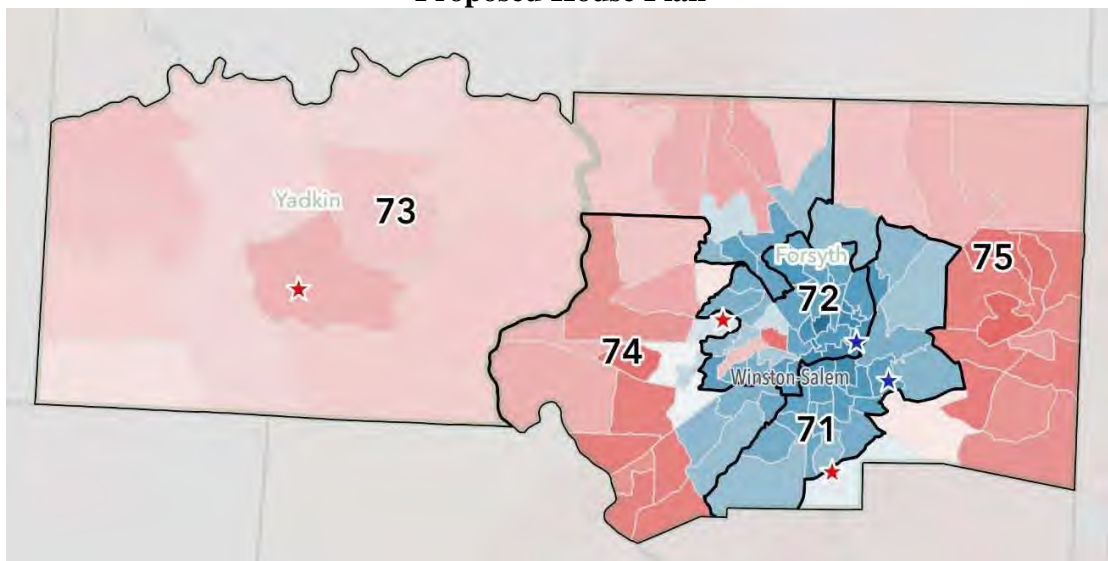 Proposed House Plan
Yadkin
73
Forsyth
75
72
74
Winston-Salem
71